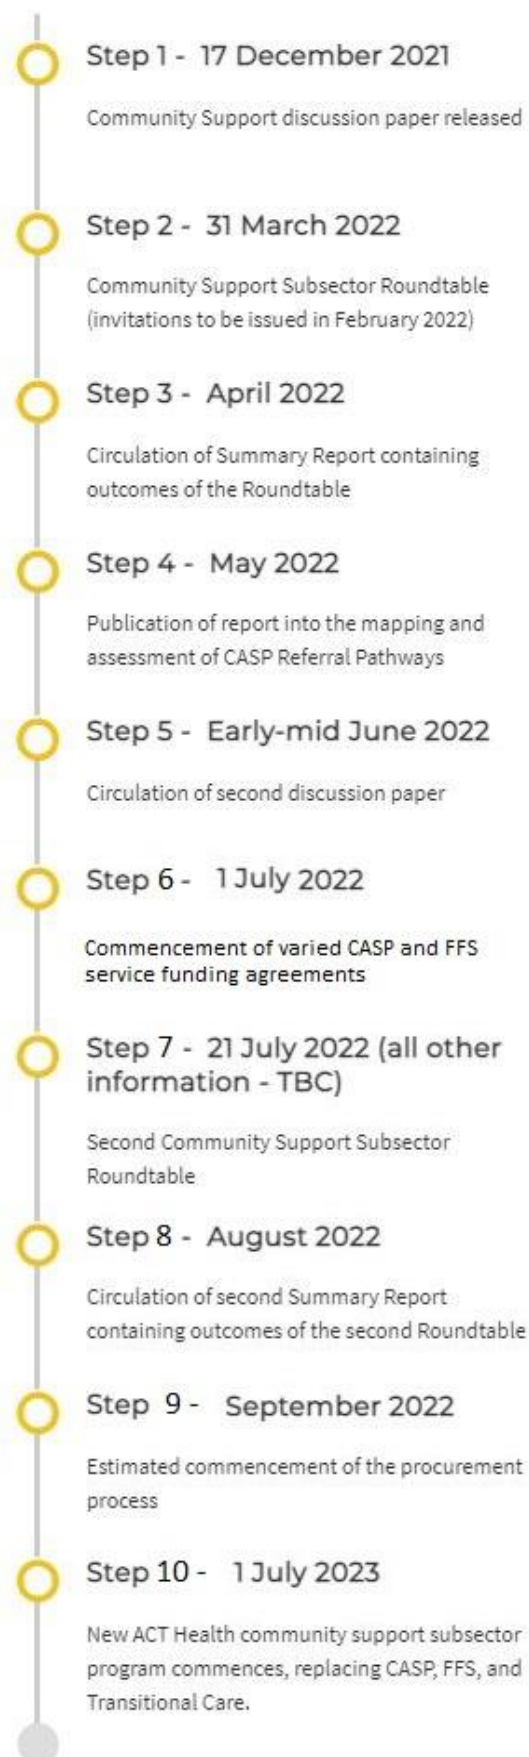 Step 1 - 17 December 2021
Community Support discussion paper released
Step 2 - 31 March 2022
Community Support Subsector Roundtable
(invitations to be issued in February 2022)
Step 3 - April 2022
Circulation of Summary Report containing
outcomes of the Roundtable
Step 4 - May 2022
Publication of report into the mapping and
assessment of CASP Referral Pathways
Step 5 - Early-mid June 2022
Circulation of second discussion paper
Step 6 - 1 July 2022
Commencement of varied CASP and FFS
service funding agreements
Step 7 - 21 July 2022 (all other
information - TBC)
Second Community Support Subsector
Roundtable
Step 8 - August 2022
Circulation of second Summary Report
containing outcomes of the second Roundtable
Step 9 - September 2022
Estimated commencement of the procurement
process
Step 10 - 1 July 2023
New ACT Health community support subsector
program commences, replacing CASP, FFS, and
Transitional Care.